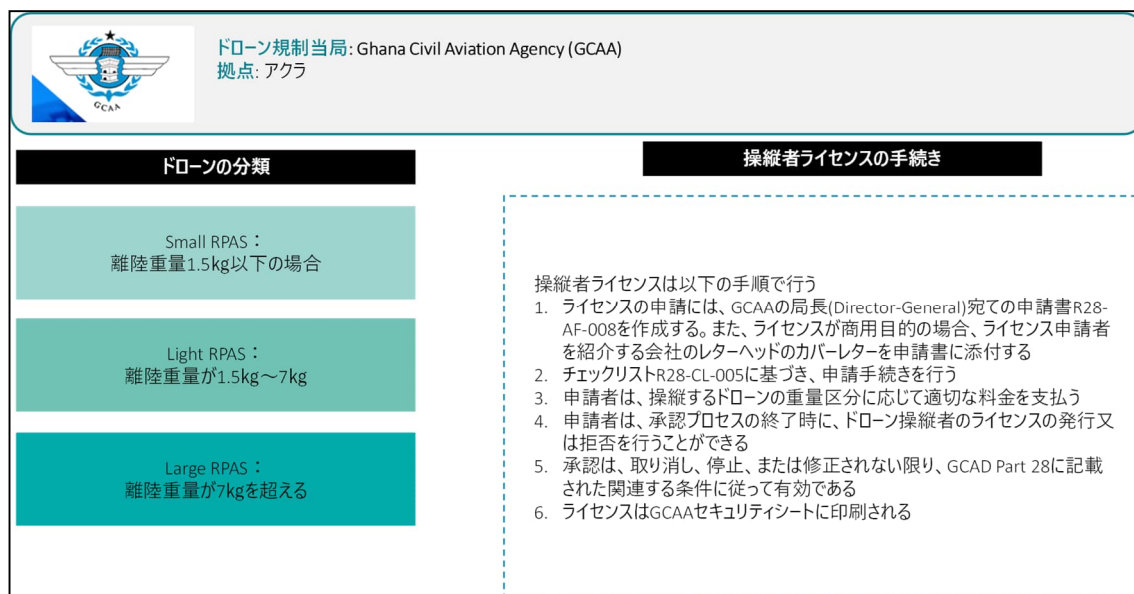 GCAA
ドローン規制当局: Ghana Civil Aviation Agency (GCAA)
拠点: アクラ
ドローンの分類
Small RPAS：
離陸重量1.5kg以下の場合
Light RPAS：
離陸重量が1.5kg～7kg
Large RPAS：
離陸重量が7kgを超える
操縦者ライセンスの手続き
操縦者ライセンスは以下の手順で行う
1. ライセンスの申請には、GCAAの局長(Director-General)宛ての申請書R28-
AF-008を作成する。また、ライセンスが商用目的の場合、ライセンス申請者
を紹介する会社のレターヘッドのカバーレターを申請書に添付する
2. チェックリストR28-CL-005に基づき、申請手続きを行う
3. 申請者は、操縦するドローンの重量区分に応じて適切な料金を支払う
4. 申請者は、承認プロセスの終了時に、ドローン操縦者のライセンスの発行又
は拒否を行うことができる
5. 承認は、取り消し、停止、または修正されない限り、GCAD Part 28に記載
された関連する条件に従って有効である
6. ライセンスはGCAAセキュリティシートに印刷される